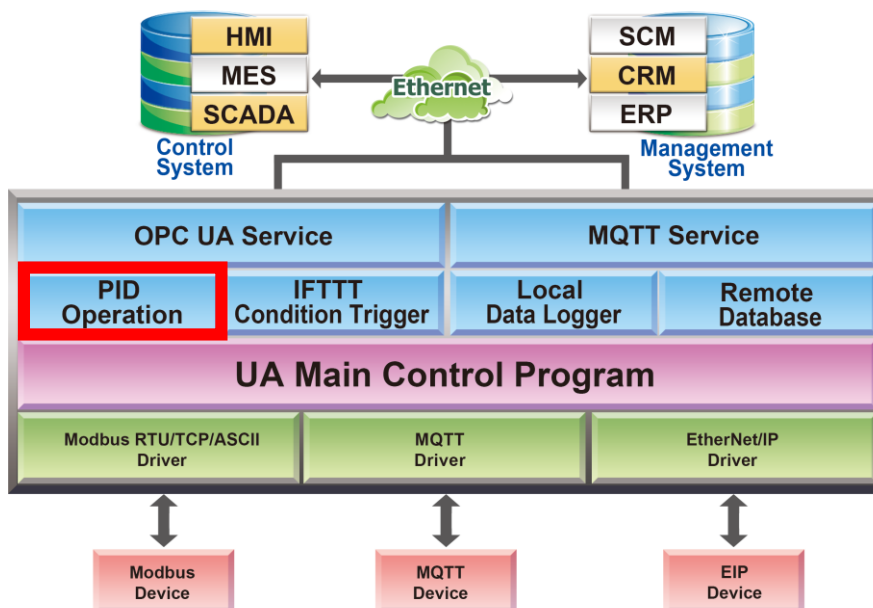 HMI
MES
SCADA
Control
System
Ethernet
SCM
CRM
ERP
Management
System
OPC UA Service
MQTT Service
PID
Operation
IFTTT
Condition Trigger
Local
Data Logger
Remote
Database
UA Main Control Program
Modbus RTU/TCP/ASCII
Driver
MQTT
Driver
EtherNet/IP
Driver
Modbus
Device
MQTT
Device
EIP
Device